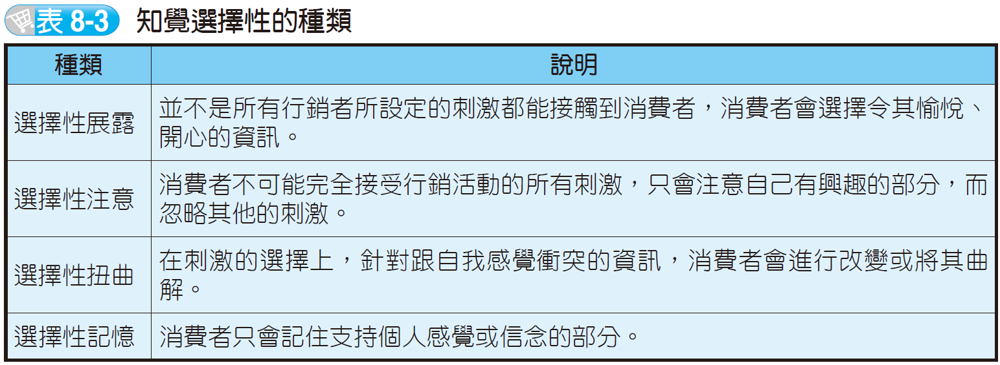 表 8-3 知覺選擇性的種類
種類 說明
選擇性展露 並不是所有行銷者所設定的刺激都能接觸到消費者，消費者會選擇令其愉悅、
開心的資訊。
選擇性注意 消費者不可能完全接受行銷活動的所有刺激，只會注意自己有興趣的部分，而
忽略其他的刺激。
選擇性扭曲 在刺激的選擇上，針對跟自我感覺衝突的資訊，消費者會進行改變或將其曲
解。
選擇性記憶 消費者只會記住支持個人感覺或信念的部分。